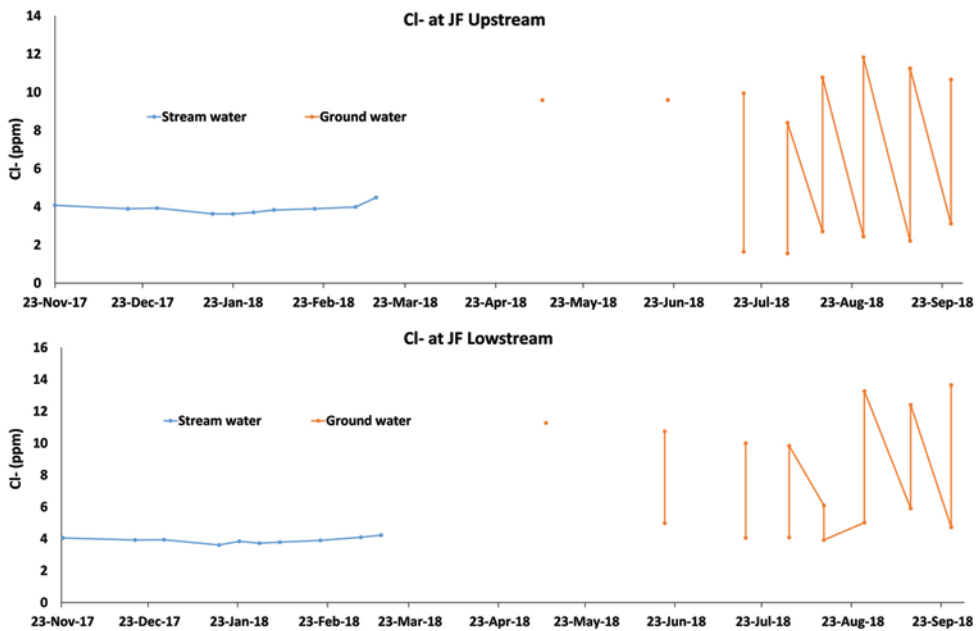 Cl- at JF Upstream
14
12
10
8
6
4
2
0
Cl- (ppm)
Stream water Ground water
23-Nov-17 23-Dec-17 23-Jan-18 23-Feb-18 23-Mar-18 23-Apr-18 23-May-18 23-Jun-18 23-Jul-18 23-Aug-18 23-Sep-18
Cl- at JF Lowstream
16
14
12
10
8
6
4
2
0
Cl- (ppm)
Stream water Ground water
23-Nov-17 23-Dec-17 23-Jan-18 23-Feb-18 23-Mar-18 23-Apr-18 23-May-18 23-Jun-18 23-Jul-18 23-Aug-18 23-Sep-18